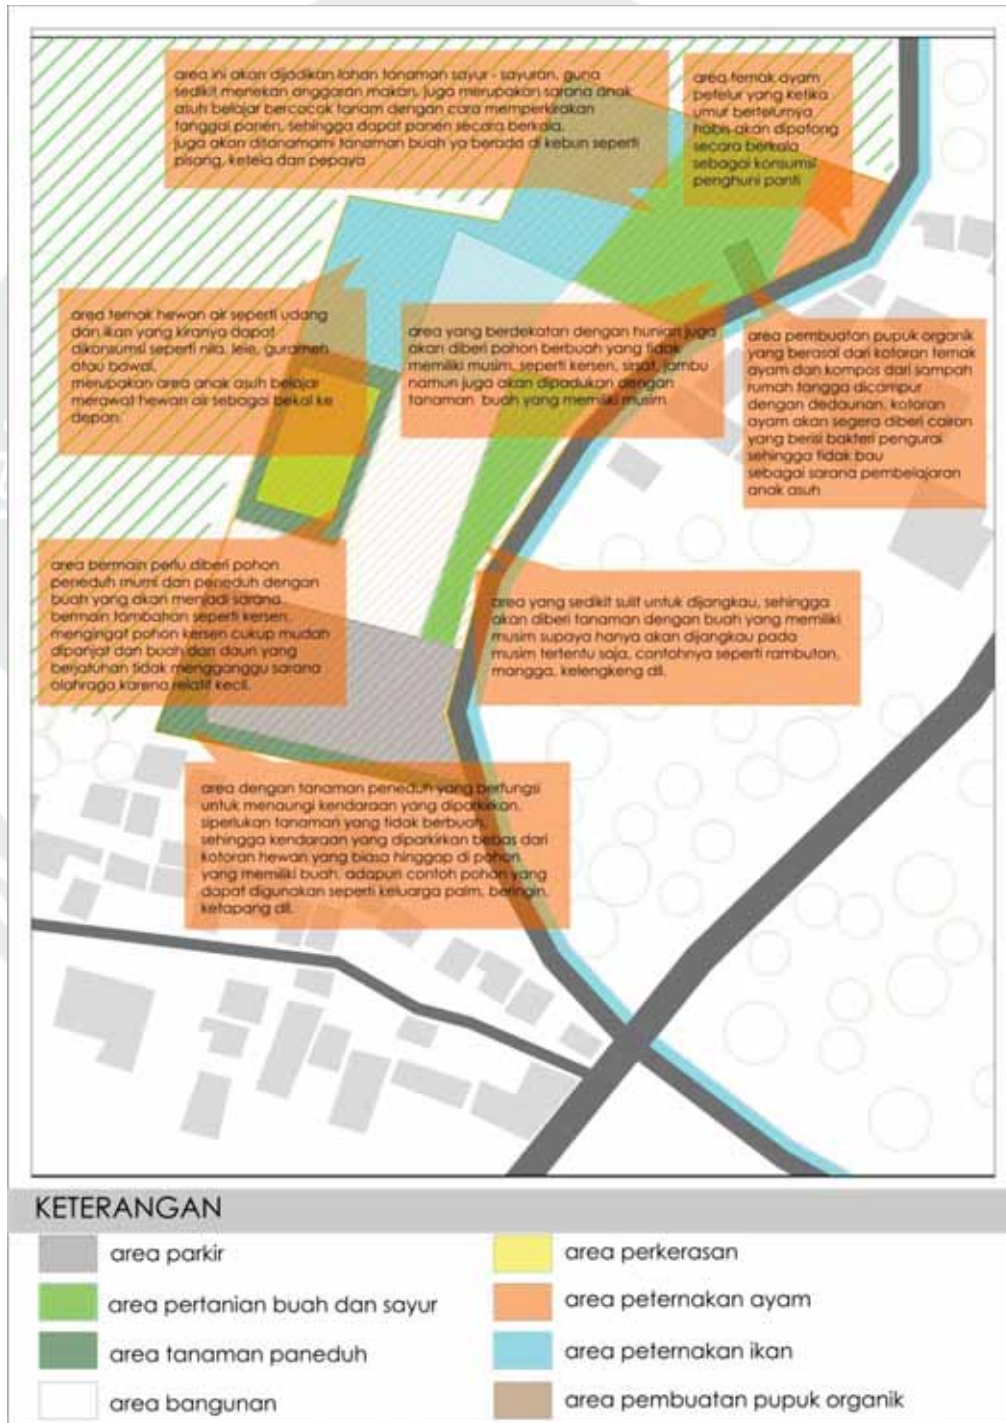 area ini akan dijadikan lahan tanaman sayur - sayuran, guna
sedikit menekan anggaran makan, juga merupakan sarana anak
asuh belajar bercocok tanam dengan cara memperkirakan
tanggal panen, sehingga dapat panen secara berkala.
juga akan ditanamami tanaman buah ya berada di kebun seperti
pisang, ketela dan pepaya
area ternak ayam
petelur yang ketika
umur bertelurnya
habis akan dipotong
secara berkala
sebagai konsumsi
penghuni panti
area ternak hewan air seperti udang
dan ikan yang kiranya dapat
dikonsumsi seperti nila, lele, gurameh
atau bawal.
merupakan area anak asuh belajar
merawat hewan air sebagai bekal ke
depan.
area yang berdekatan dengan hunian juga
akan diberi pohon berbuah yang tidak
memiliki musim, seperti kersen, sirsat, jambu
namun juga akan dipadukan dengan
tanaman buah yang memiliki musim
area pembuatan pupuk organik
yang berasal dari kotoran ternak
ayam dan kompos dari sampah
rumah tangga dicampur
dengan dedaunan, kotoran
ayam akan segera diberi cairan
yang berisi bakteri pengurai
sehingga tidak bau
sebagai sarana pembelajaran
anak asuh
area bermain perlu diberi pohon
peneduh murni dan peneduh dengan
buah yang akan menjadi sarana
bermain tambahan seperti kersen,
mengingat pohon kersen cukup mudah
dipanjat dan buah dan daun yang
berjatuhan tidak mengganggu sarana
olahraga karena relatif kecil.
area yang sedikit sulit untuk dijangkau, sehingga
akan diberi tanaman dengan buah yang memiliki
musim supaya hanya akan dijangkau pada
musim tertentu saja, contohnya seperti rambutan,
mangga, kelengkeng dll.
area dengan tanaman peneduh yang berfungsi
untuk menaungi kendaraan yang diparkirkan,
siperlukan tanaman yang tidak berbuah,
sehingga kendaraan yang diparkirkan bebas dari
kotoran hewan yang biasa hinggap di pohon
yang memiliki buah, adapun contoh pohon yang
dapat digunakan seperti keluarga palm, beringin,
ketapang dll.
KETERANGAN
area parkir
area pertanian buah dan sayur
area tanaman paneduh
area bangunan
area perkerasan
area peternakan ayam
area peternakan ikan
area pembuatan pupuk organik